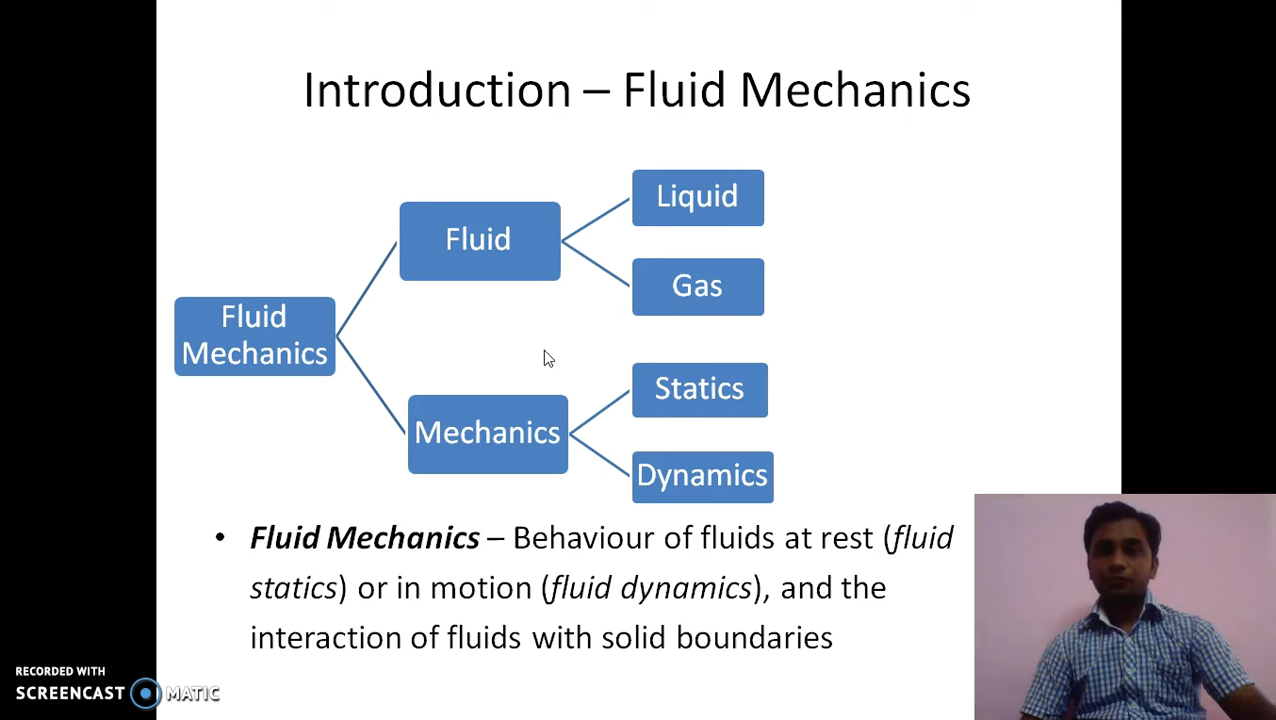 Introduction – Fluid Mechanics
Liquid
Fluid
Gas
Fluid
Mechanics
Statics
Mechanics
Dynamics
• Fluid Mechanics – Behaviour of fluids at rest (fluid
statics) or in motion (fluid dynamics), and the
interaction of fluids with solid boundaries
RECORDED WITH
SCREENCAST MATIC